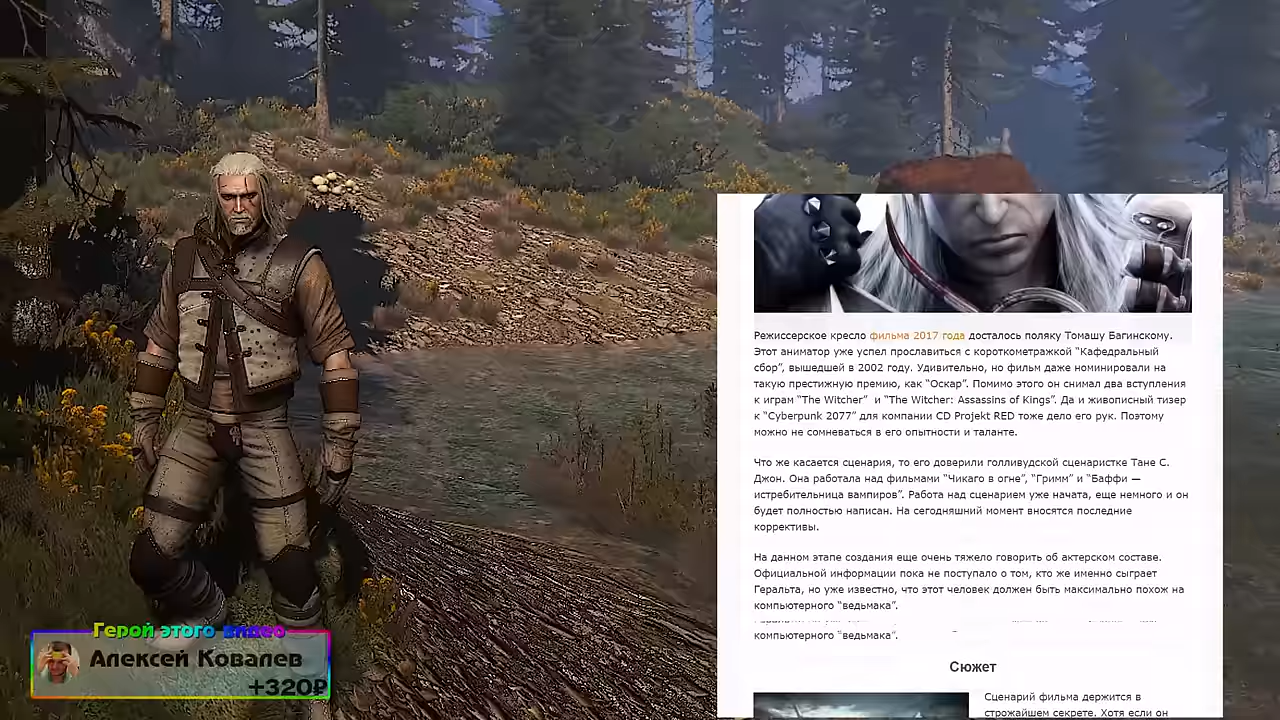 Режиссерское кресло фильма 2017 года досталось поляку Томашу Багинскому.
Этот аниматор уже успел прославиться с короткометражкой “Кафедральный
сбор”, вышедшей в 2002 году. Удивительно, но фильм даже номинировали на
такую престижную премию, как “Оскар”. Помимо этого он снимал два вступления
к играм “The Witcher” и “The Witcher: Assassins of Kings”. Да и живописный тизер
к “Cyberpunk 2077” для компании CD Projekt RED тоже дело его рук. Поэтому
можно не сомневаться в его опытности и таланте.
Что же касается сценария, то его доверили голливудской сценаристке Тане С.
Джон. Она работала над фильмами “Чикаго в огне”, “Гримм” и “Баффи —
истребительница вампиров”. Работа над сценарием уже начата, еще немного и он
будет полностью написан. На сегодняшний момент вносятся последние
коррективы.
На данном этапе создания еще очень тяжело говорить об актерском составе.
Официальной информации пока не поступало о том, кто же именно сыграет
Геральта, но уже известно, что этот человек должен быть максимально похож на
компьютерного “ведьмака”.
компьютерного “ведьмака”.
Сюжет
Сценарий фильма держится в
строжайшем секрете. Хотя если он
Герой этого видео
Алексей Ковалев
+320₽